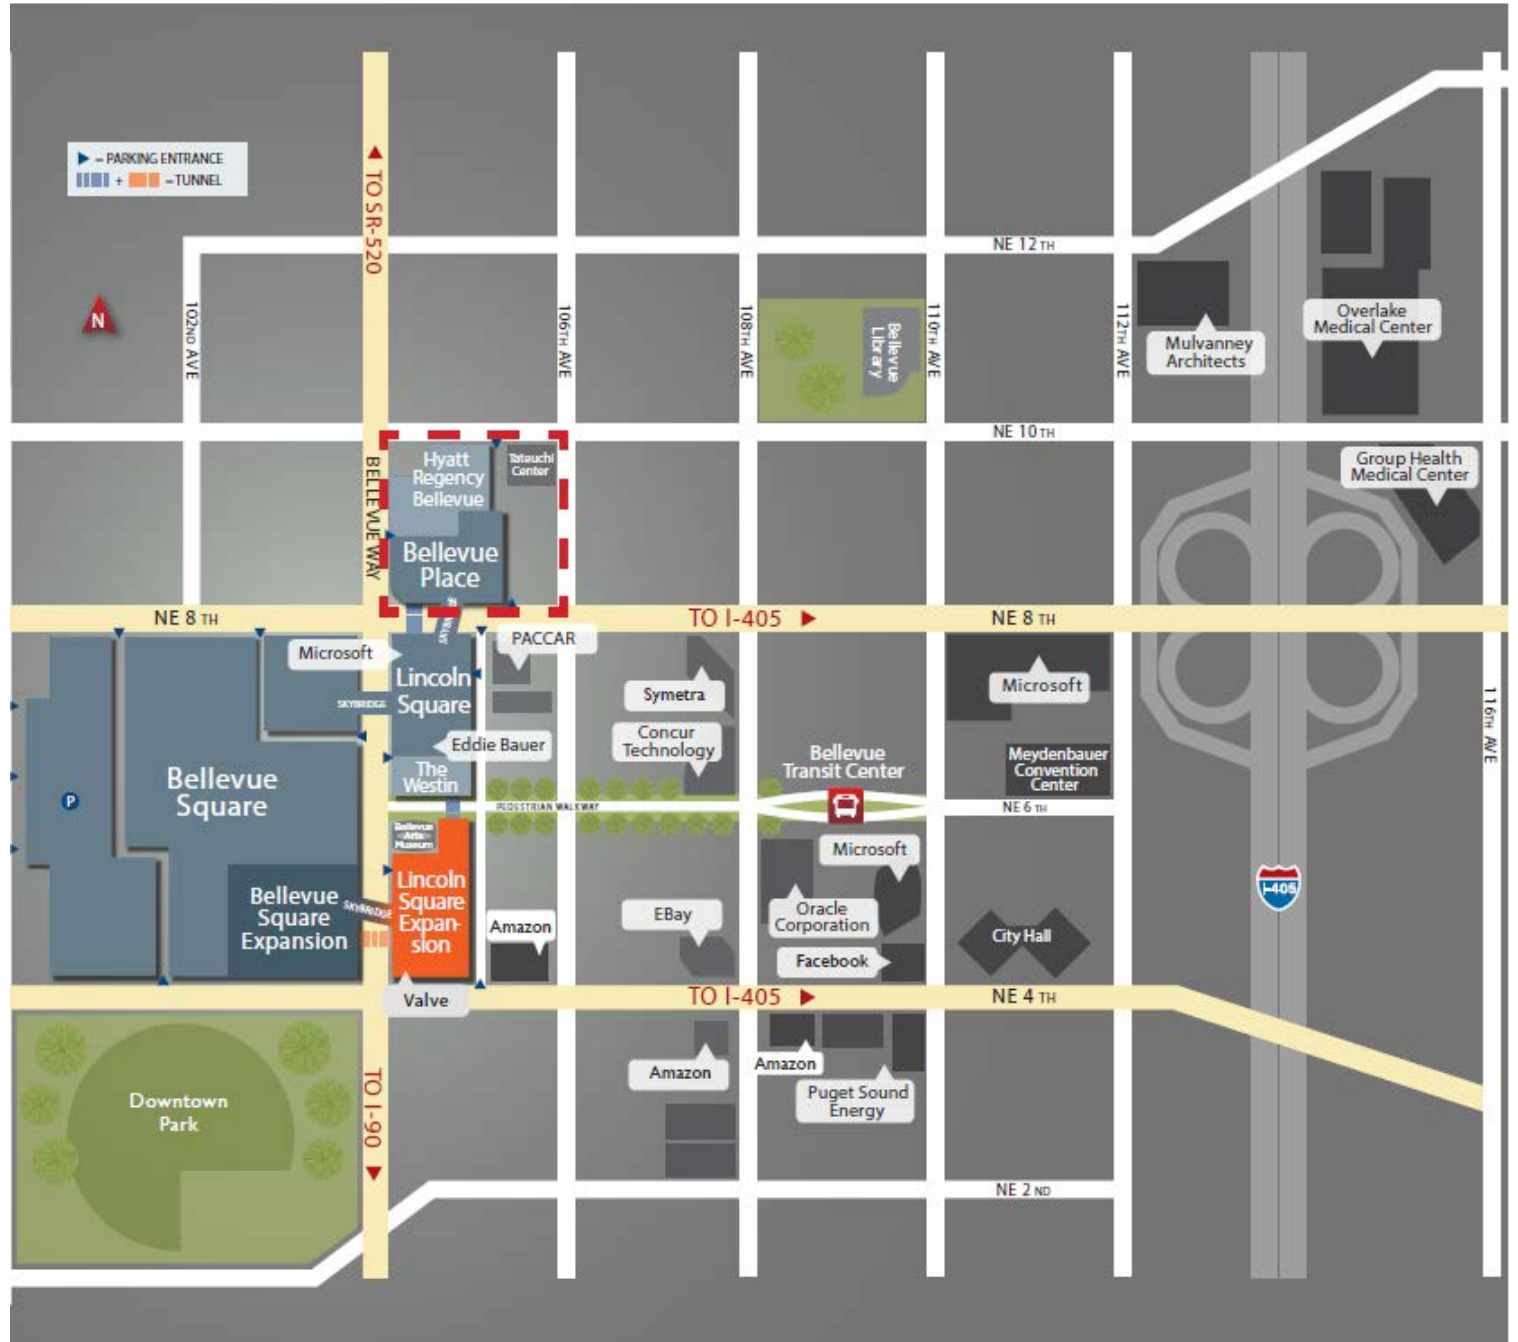 = PARKING ENTRANCE
+ = TUNNEL
TO SR-520
N
102ND AVE
106TH AVE
108TH AVE
110TH AVE
112TH AVE
NE 12TH
Bellevue
Library
Mulvanney
Architects
Overlake
Medical Center
NE 10TH
Group Health
Medical Center
BELLEVUE WAY
Hyatt
Regency
Bellevue
Tateuchi
Center
Bellevue
Place
NE 8TH
TO I-405
NE 8TH
SKYBRIDGE
Microsoft
PACCAR
Lincoln
Square
SKYBRIDGE
Symetra
Microsoft
116TH AVE
Eddie Bauer
Concur
Technology
Bellevue
Transit Center
Meydenbauer
Convention
Center
The
Westin
Bellevue
Square
P
PEDESTRIAN WALKWAY
NE 6TH
Bellevue
Arts
Museum
Microsoft
Lincoln
Square
Expan-
sion
Bellevue
Square
Expansion
SKYBRIDGE
Amazon
EBay
Oracle
Corporation
I-405
City Hall
Facebook
Valve
TO I-405
NE 4TH
Amazon
Amazon
Puget Sound
Energy
TO I-90
Downtown
Park
NE 2ND